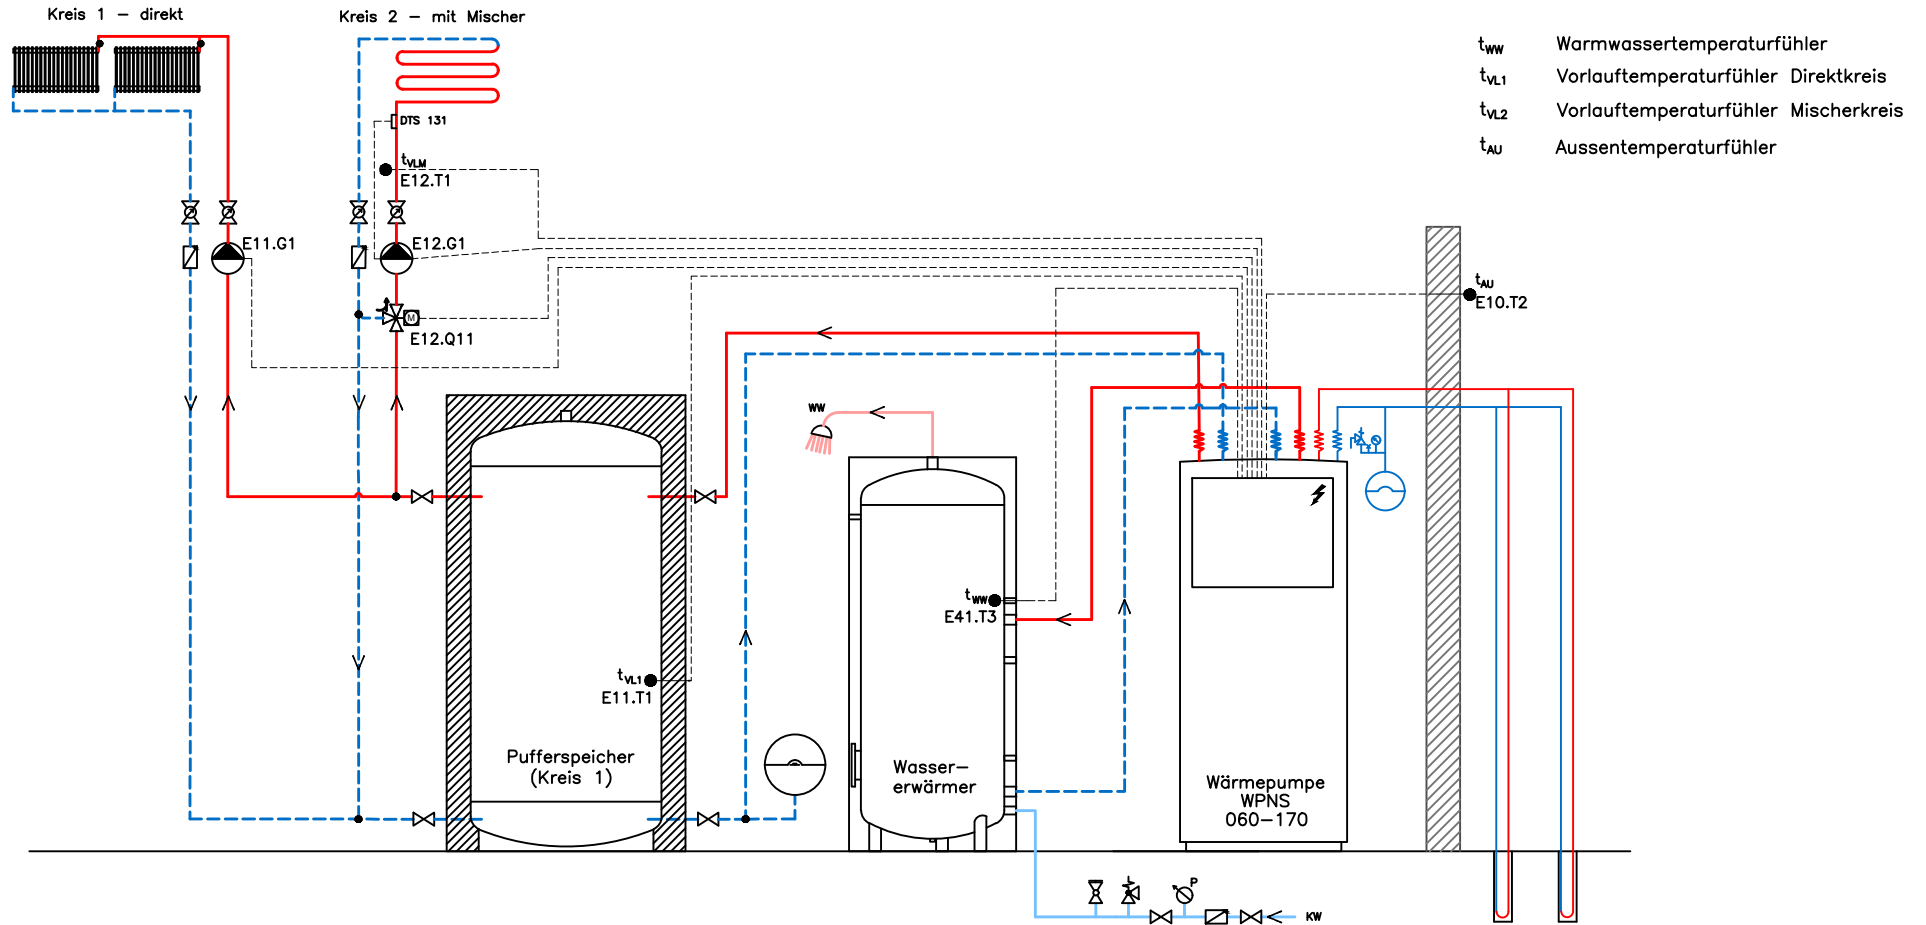 Kreis 1 – direkt
Kreis 2 – mit Mischer
tWW Warmwassertemperaturfühler
tVL1 Vorlauftemperaturfühler Direktkreis
tVL2 Vorlauftemperaturfühler Mischerkreis
tAU Aussentemperaturfühler
DTS 131
tVLM
E12.T1
E11.G1
E12.G1
M
E12.Q11
tAU
E10.T2
WW
tWW
E41.T3
tVL1
E11.T1
Pufferspeicher
(Kreis 1)
Wasser–
erwärmer
Wärmepumpe
WPNS
060–170
P
KW